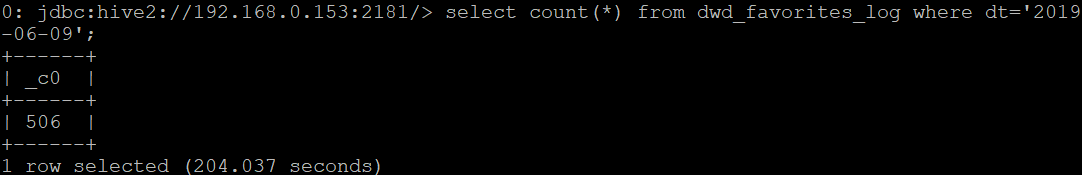 0: jdbc:hive2://192.168.0.153:2181/> select count(*) from dwd_favorites_log where dt='2019
-06-09';
+------+
| _c0  |
+------+
| 506  |
+------+
1 row selected (204.037 seconds)